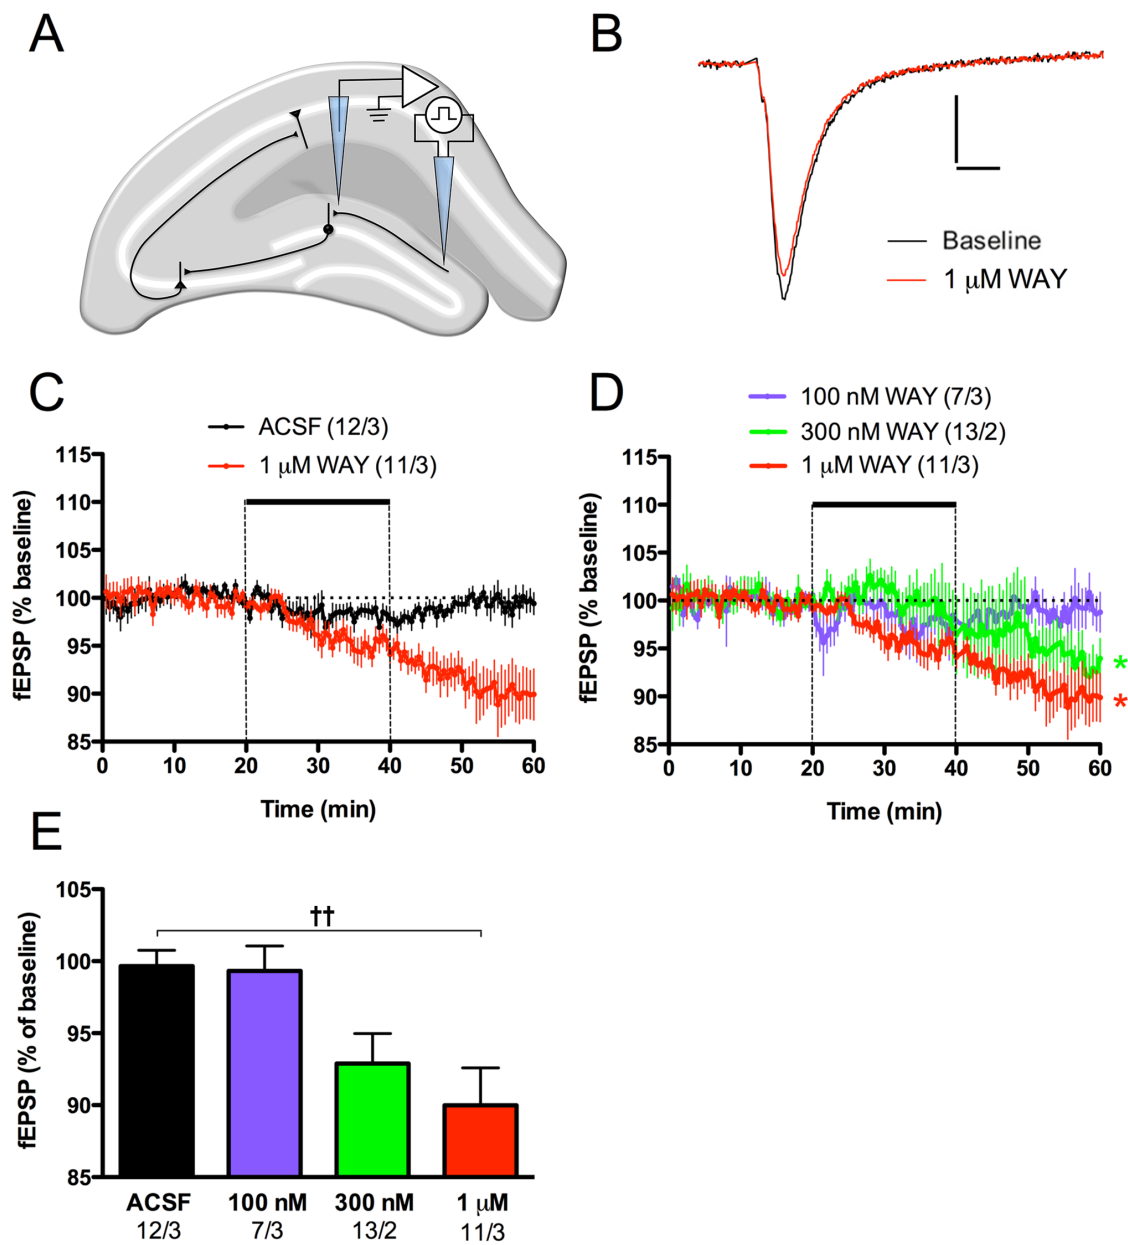 A
B
Baseline
1 μM WAY
C
ACSF (12/3)
1 μM WAY (11/3)
fEPSP (% baseline)
115
110
105
100
95
90
85
0 10 20 30 40 50 60
Time (min)
D
100 nM WAY (7/3)
300 nM WAY (13/2)
1 μM WAY (11/3)
fEPSP (% baseline)
115
110
105
100
95
90
85
*
*
0 10 20 30 40 50 60
Time (min)
E
fEPSP (% of baseline)
105
100
95
90
85
††
ACSF 100 nM 300 nM 1 μM
12/3 7/3 13/2 11/3